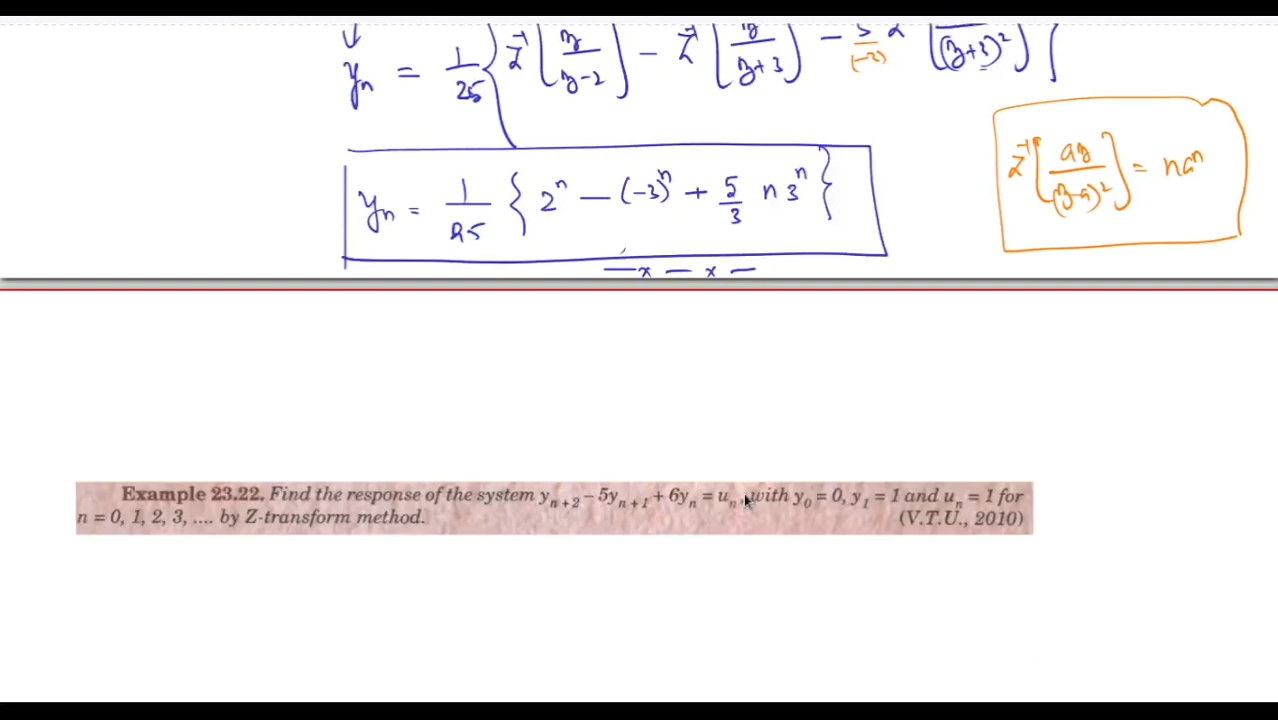 yₙ = 1/25 { Z⁻¹[z/(z-2)] - Z⁻¹[z/(z+3)] - 5/(-3) Z⁻¹[ /(z+3)²] }
Z⁻¹[az/(z-a)²] = naⁿ
yₙ = 1/25 { 2ⁿ - (-3)ⁿ + 5/3 n 3ⁿ }
— x — x —
Example 23.22. Find the response of the system yₙ₊₂ – 5yₙ₊₁ + 6yₙ = uₙ, with y₀ = 0, y₁ = 1 and uₙ = 1 for
n = 0, 1, 2, 3, .... by Z-transform method. (V.T.U., 2010)